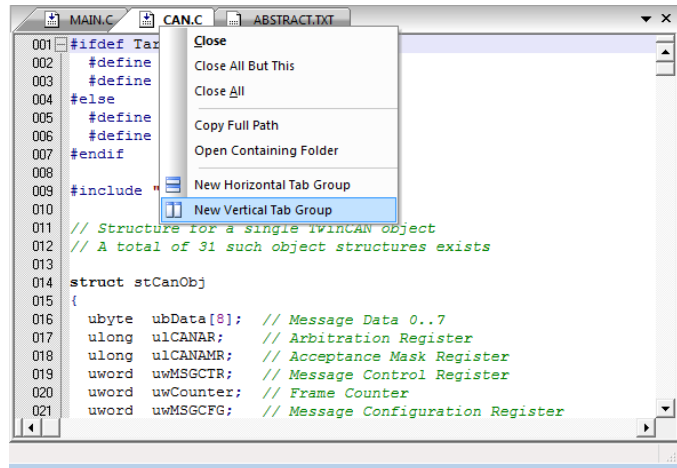 MAIN.C CAN.C ABSTRACT.TXT
001 #ifdef Tar
002 #define
003 #define
004 #else
005 #define
006 #define
007 #endif
008
009 #include "
010
011 // Structure for a single TwinCAN object
012 // A total of 31 such object structures exists
013
014 struct stCanObj
015 {
016 ubyte ubData[8]; // Message Data 0..7
017 ulong ulCANAR; // Arbitration Register
018 ulong ulCANAMR; // Acceptance Mask Register
019 uword uwMSGCTR; // Message Control Register
020 uword uwCounter; // Frame Counter
021 uword uwMSGCFG; // Message Configuration Register
Close
Close All But This
Close All
Copy Full Path
Open Containing Folder
New Horizontal Tab Group
New Vertical Tab Group